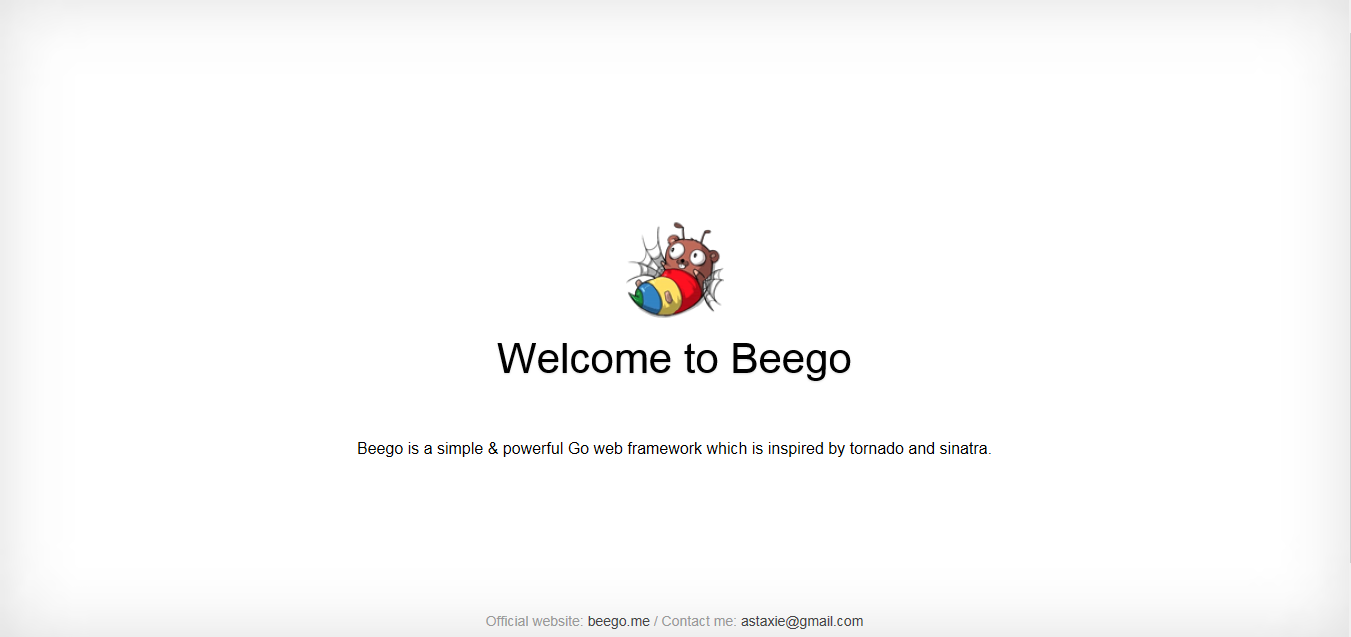 Welcome to Beego
Beego is a simple & powerful Go web framework which is inspired by tornado and sinatra.
Official website: beego.me / Contact me: astaxie@gmail.com